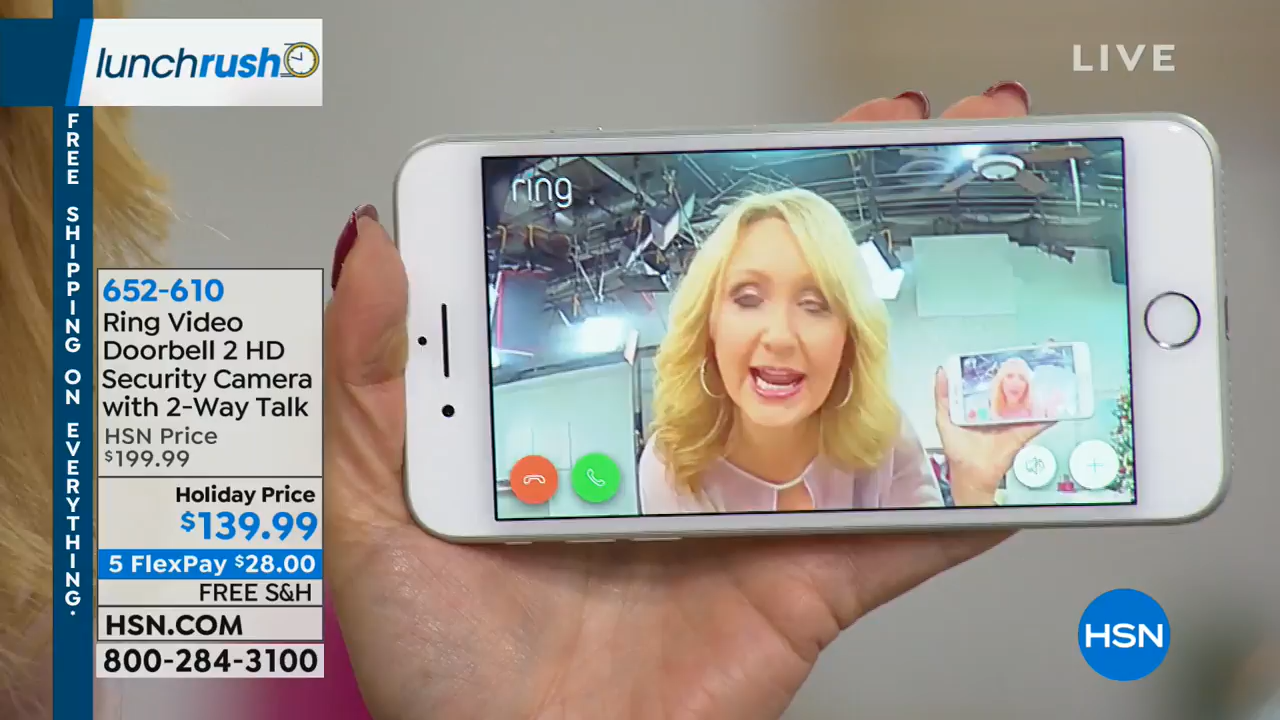 lunchrush
LIVE
FREE SHIPPING ON EVERYTHING.
ring
652-610
Ring Video
Doorbell 2 HD
Security Camera
with 2-Way Talk
HSN Price
$199.99
Holiday Price
$139.99
5 FlexPay $28.00
FREE S&H
HSN.COM
800-284-3100
HSN